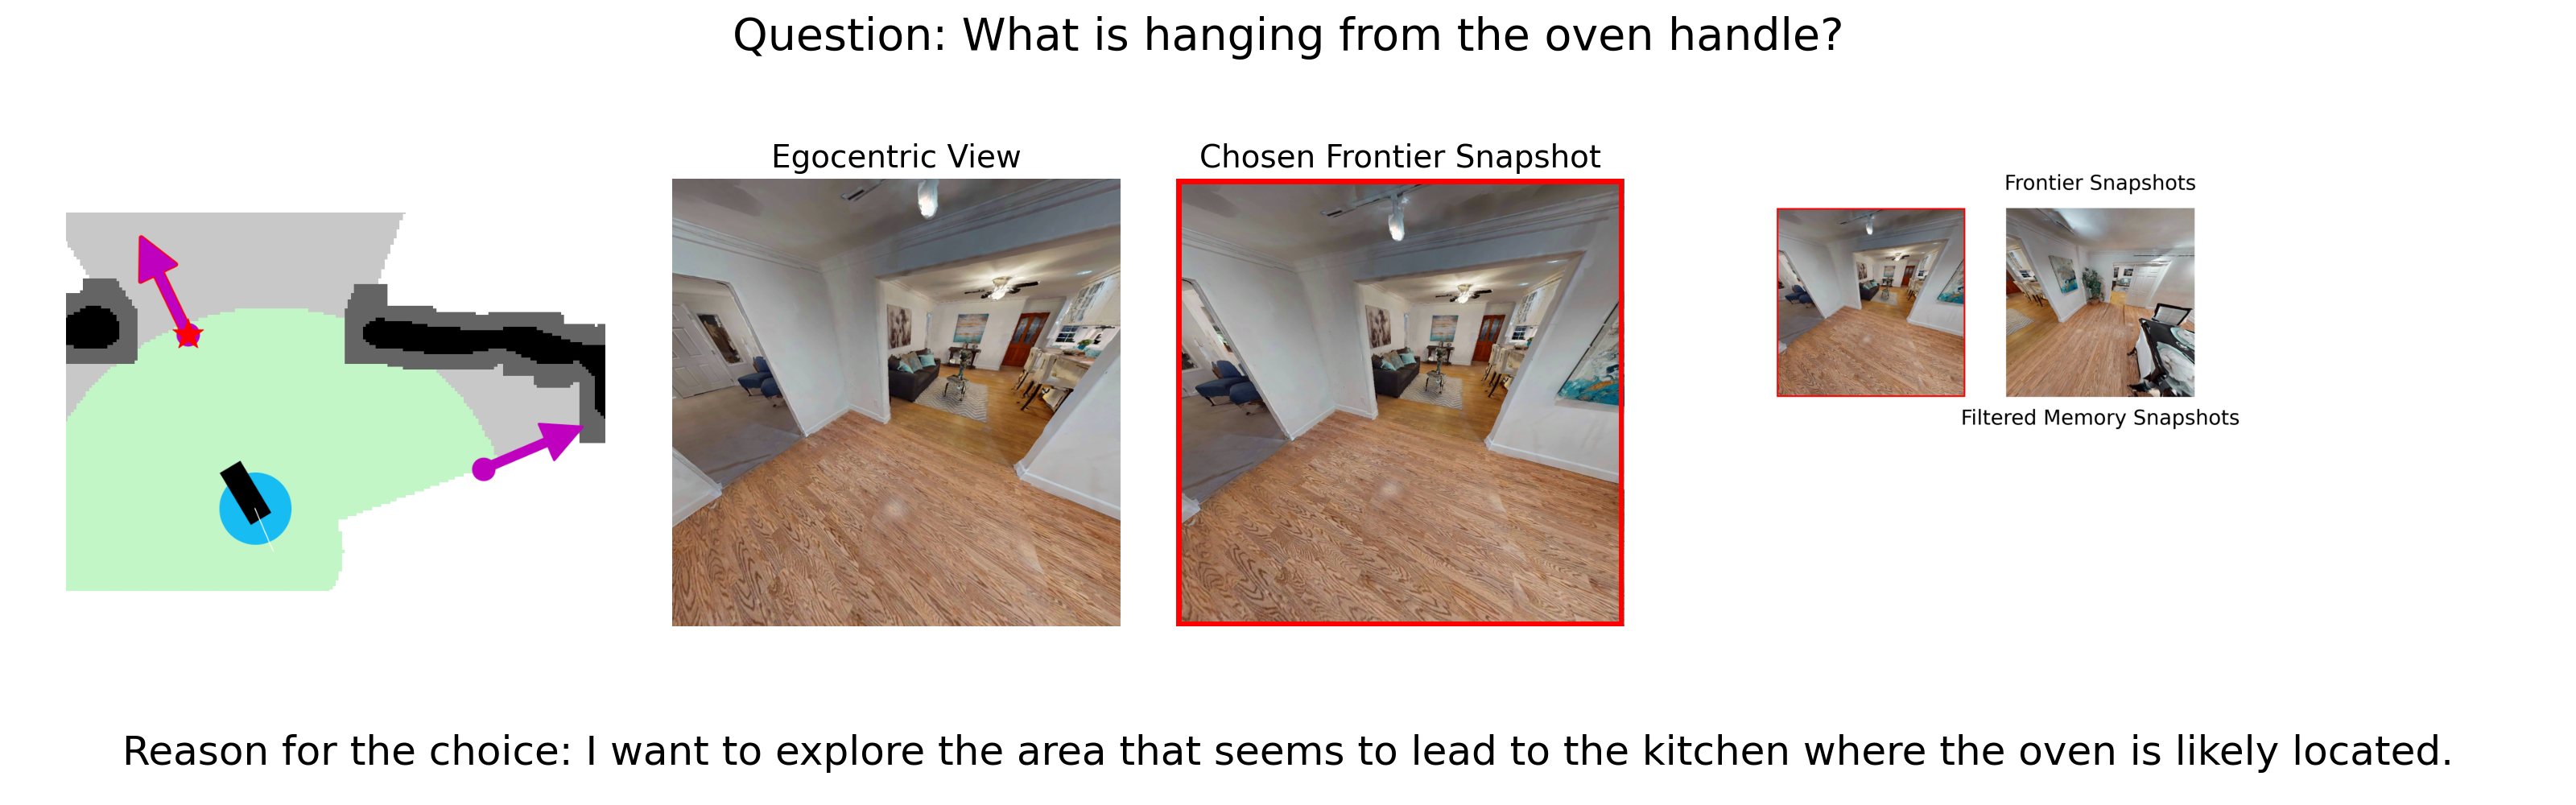 Question: What is hanging from the oven handle?
Egocentric View
Chosen Frontier Snapshot
Frontier Snapshots
Filtered Memory Snapshots
Reason for the choice: I want to explore the area that seems to lead to the kitchen where the oven is likely located.